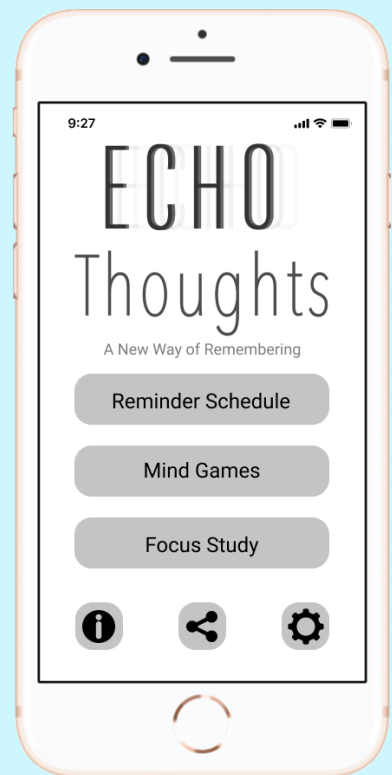 9:27
ECHO
Thoughts
A New Way of Remembering
Reminder Schedule
Mind Games
Focus Study